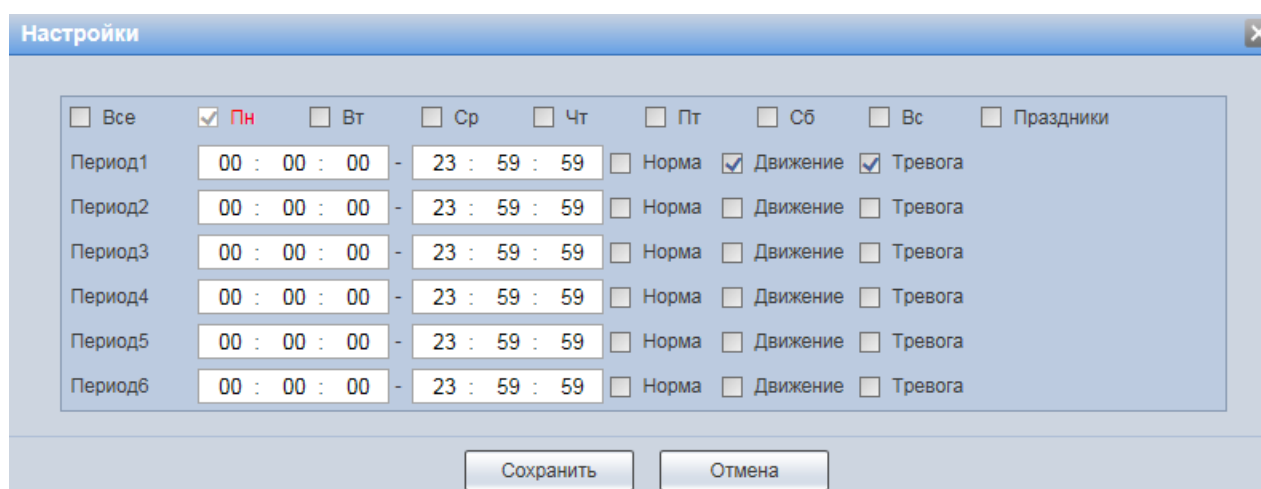 Настройки
Все Пн Вт Ср Чт Пт Сб Вс Праздники
Период1 00 : 00 : 00 - 23 : 59 : 59 Норма Движение Тревога
Период2 00 : 00 : 00 - 23 : 59 : 59 Норма Движение Тревога
Период3 00 : 00 : 00 - 23 : 59 : 59 Норма Движение Тревога
Период4 00 : 00 : 00 - 23 : 59 : 59 Норма Движение Тревога
Период5 00 : 00 : 00 - 23 : 59 : 59 Норма Движение Тревога
Период6 00 : 00 : 00 - 23 : 59 : 59 Норма Движение Тревога
Сохранить Отмена